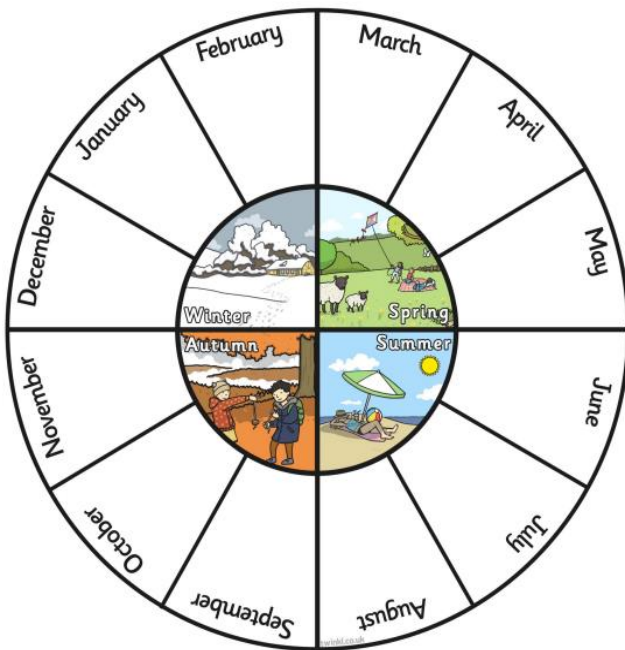 February
March
January
April
December
May
Winter
Spring
Autumn
Summer
November
June
October
July
September
August